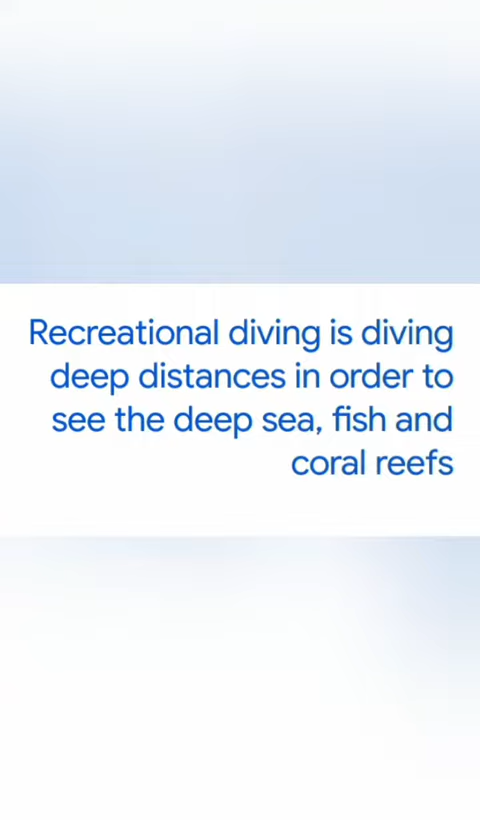 Recreational diving is diving
deep distances in order to
see the deep sea, fish and
coral reefs